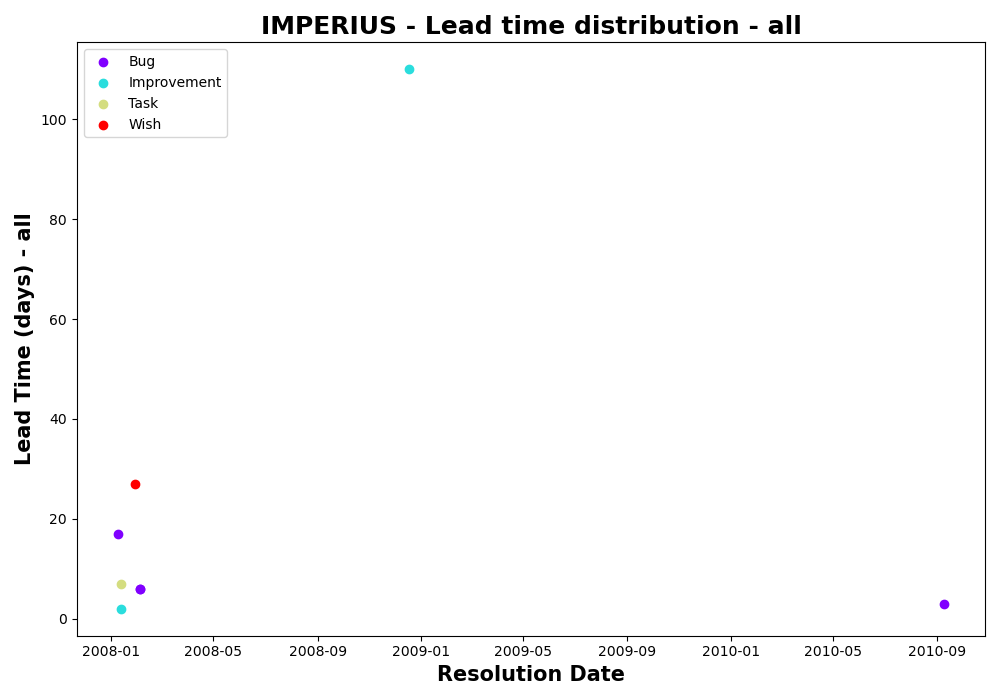 IMPERIUS - Lead time distribution - all
Bug
Improvement
Task
Wish
Lead Time (days) - all
100
80
60
40
20
0
2008-01 2008-05 2008-09 2009-01 2009-05 2009-09 2010-01 2010-05 2010-09
Resolution Date